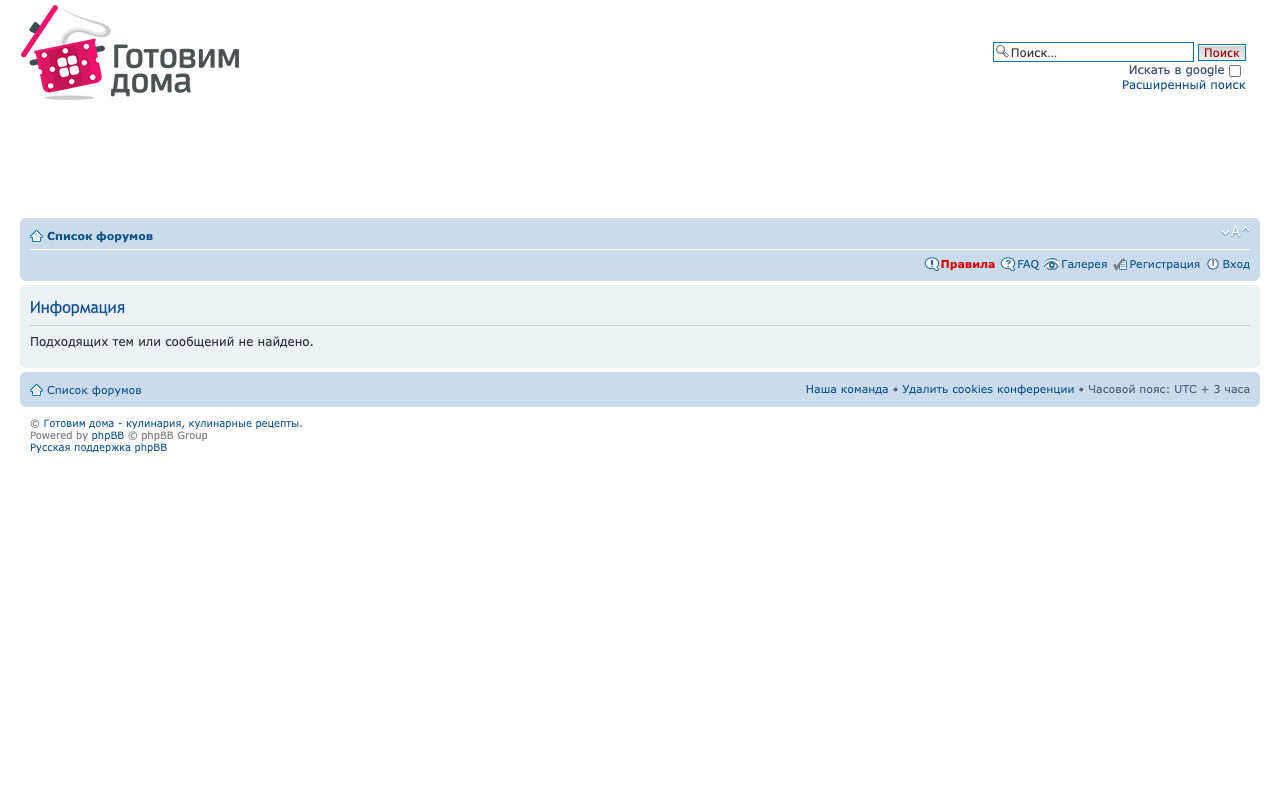 Готовим
дома
Поиск…
Поиск
Искать в google
Расширенный поиск
Список форумов
A
Правила FAQ Галерея Регистрация Вход
Информация
Подходящих тем или сообщений не найдено.
Список форумов
Наша команда • Удалить cookies конференции • Часовой пояс: UTC + 3 часа
© Готовим дома - кулинария, кулинарные рецепты.
Powered by phpBB © phpBB Group
Русская поддержка phpBB